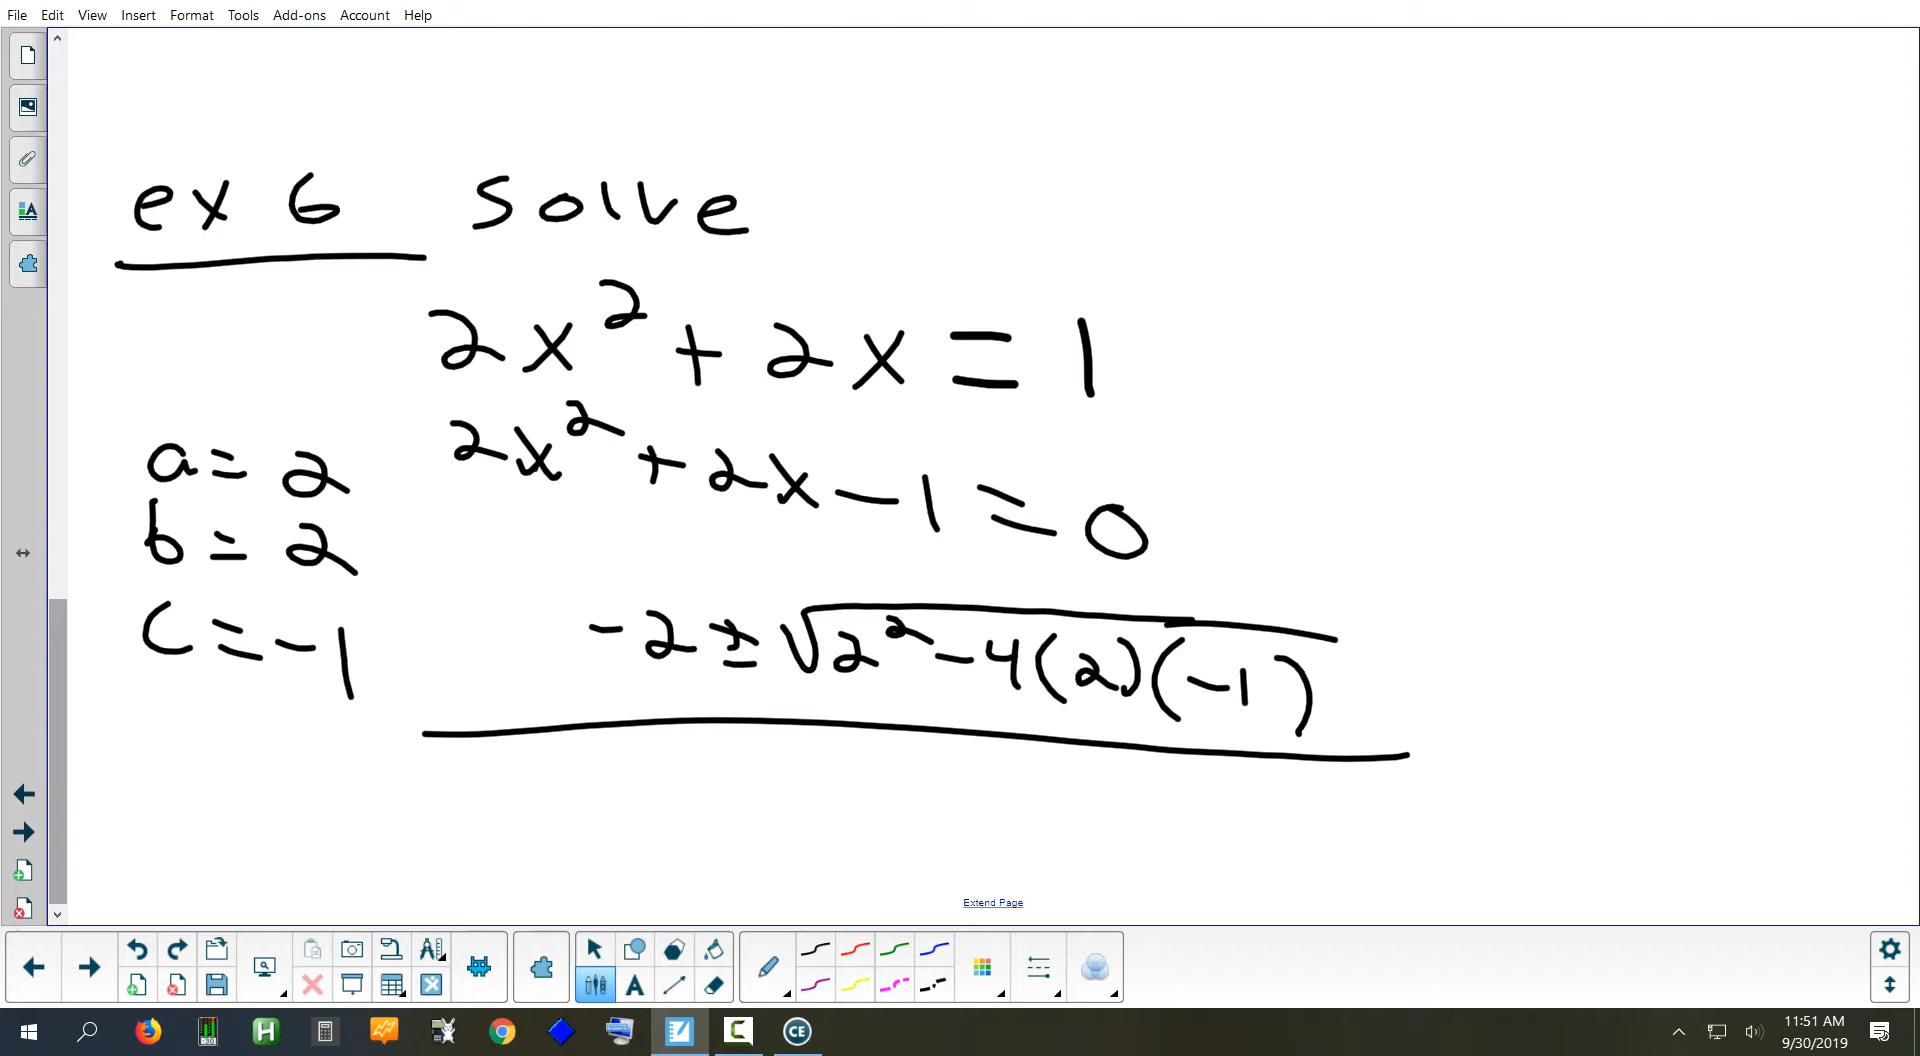 File Edit View Insert Format Tools Add-ons Account Help
ex 6 solve
2x² + 2x = 1
2x² + 2x - 1 = 0
a = 2
b = 2
c = -1
-2 ± √2² - 4(2)(-1)
Extend Page
11:51 AM
9/30/2019